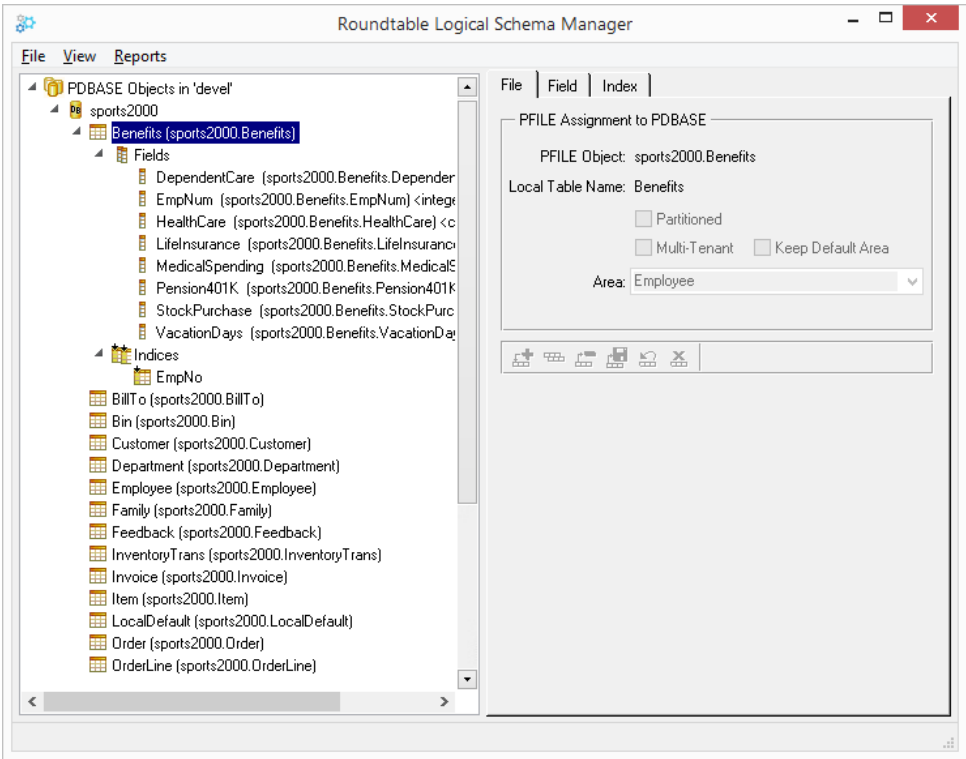 Roundtable Logical Schema Manager
File View Reports
PDBASE Objects in 'devel'
sports2000
Benefits (sports2000.Benefits)
Fields
DependentCare (sports2000.Benefits.Depender
EmpNum (sports2000.Benefits.EmpNum) <intege
HealthCare (sports2000.Benefits.HealthCare) <c
LifeInsurance (sports2000.Benefits.LifeInsuranc
MedicalSpending (sports2000.Benefits.MedicalS
Pension401K (sports2000.Benefits.Pension401K
StockPurchase (sports2000.Benefits.StockPurc
VacationDays (sports2000.Benefits.VacationDay
Indices
EmpNo
BillTo (sports2000.BillTo)
Bin (sports2000.Bin)
Customer (sports2000.Customer)
Department (sports2000.Department)
Employee (sports2000.Employee)
Family (sports2000.Family)
Feedback (sports2000.Feedback)
InventoryTrans (sports2000.InventoryTrans)
Invoice (sports2000.Invoice)
Item (sports2000.Item)
LocalDefault (sports2000.LocalDefault)
Order (sports2000.Order)
OrderLine (sports2000.OrderLine)
File Field Index
PFILE Assignment to PDBASE
PFILE Object: sports2000.Benefits
Local Table Name: Benefits
Partitioned
Multi-Tenant Keep Default Area
Area: Employee